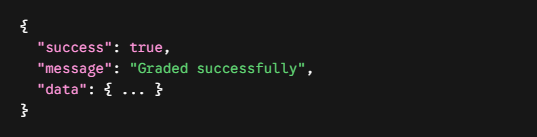 {
  "success": true,
  "message": "Graded successfully",
  "data": { ... }
}